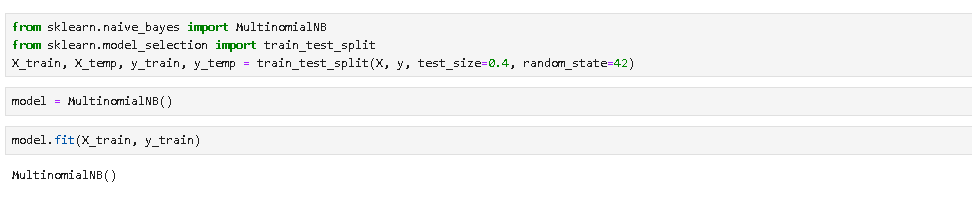 from sklearn.naive_bayes import MultinomialNB
from sklearn.model_selection import train_test_split
X_train, X_temp, y_train, y_temp = train_test_split(X, y, test_size=0.4, random_state=42)
model = MultinomialNB()
model.fit(X_train, y_train)
MultinomialNB()